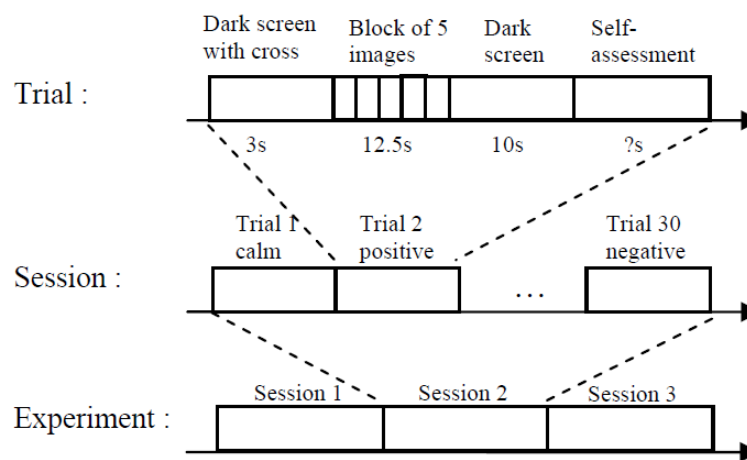 Dark screen with cross
Block of 5 images
Dark screen
Self-assessment
Trial :
3s
12.5s
10s
?s
Trial 1 calm
Trial 2 positive
Trial 30 negative
Session :
...
Session 1
Session 2
Session 3
Experiment :